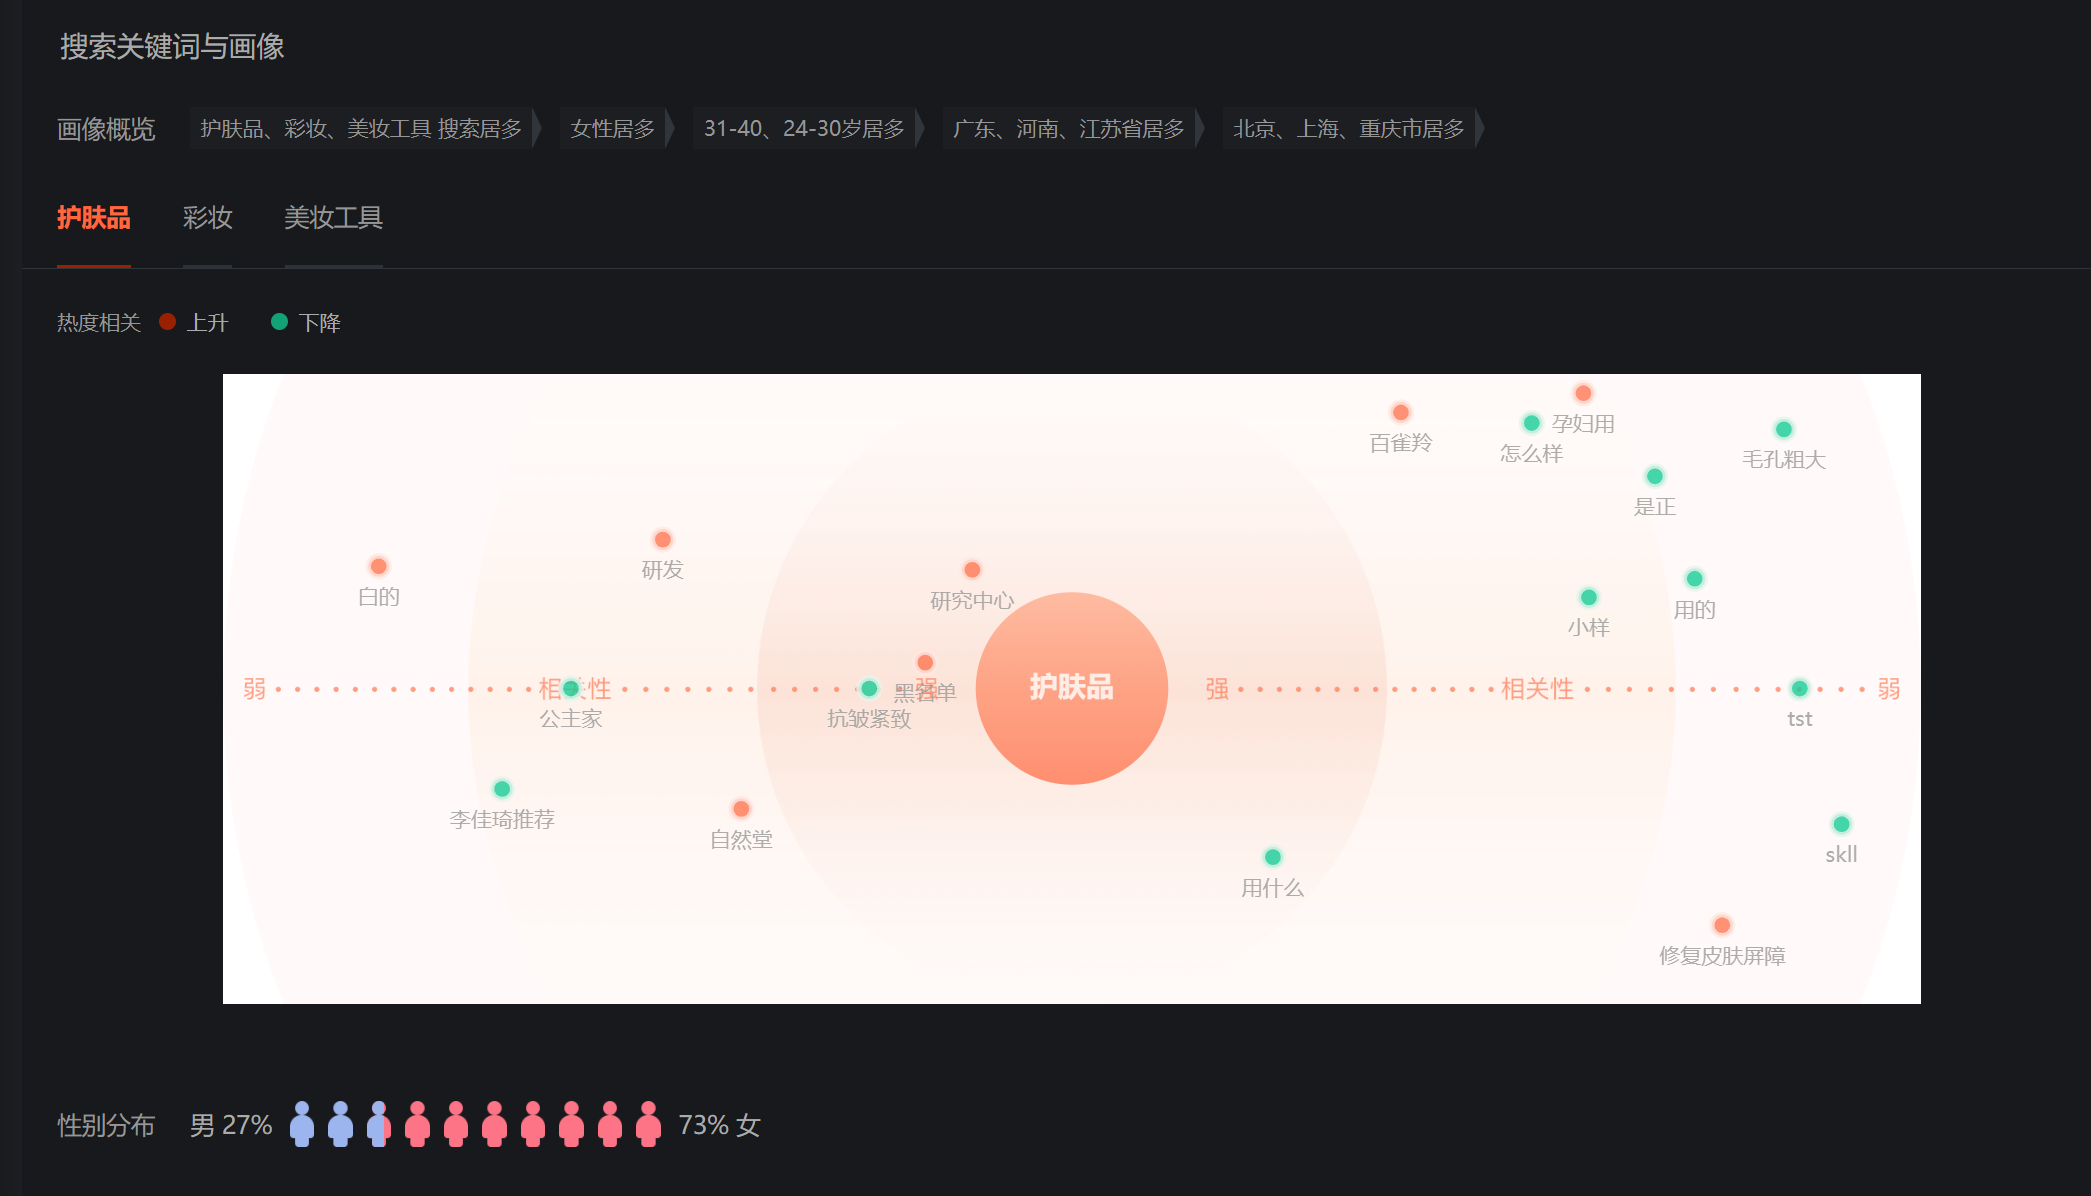 搜索关键词与画像
画像概览 护肤品、彩妆、美妆工具 搜索居多 女性居多 31-40、24-30岁居多 广东、河南、江苏省居多 北京、上海、重庆市居多
护肤品 彩妆 美妆工具
热度相关 上升 下降
百雀羚
孕妇用
怎么样
毛孔粗大
是正
研发
白的
研究中心
用的
小样
弱 相关性 强 护肤品 强 相关性 弱
黑名单
公主家
抗皱紧致
tst
李佳琦推荐
自然堂
skll
用什么
修复皮肤屏障
性别分布 男 27% 73% 女